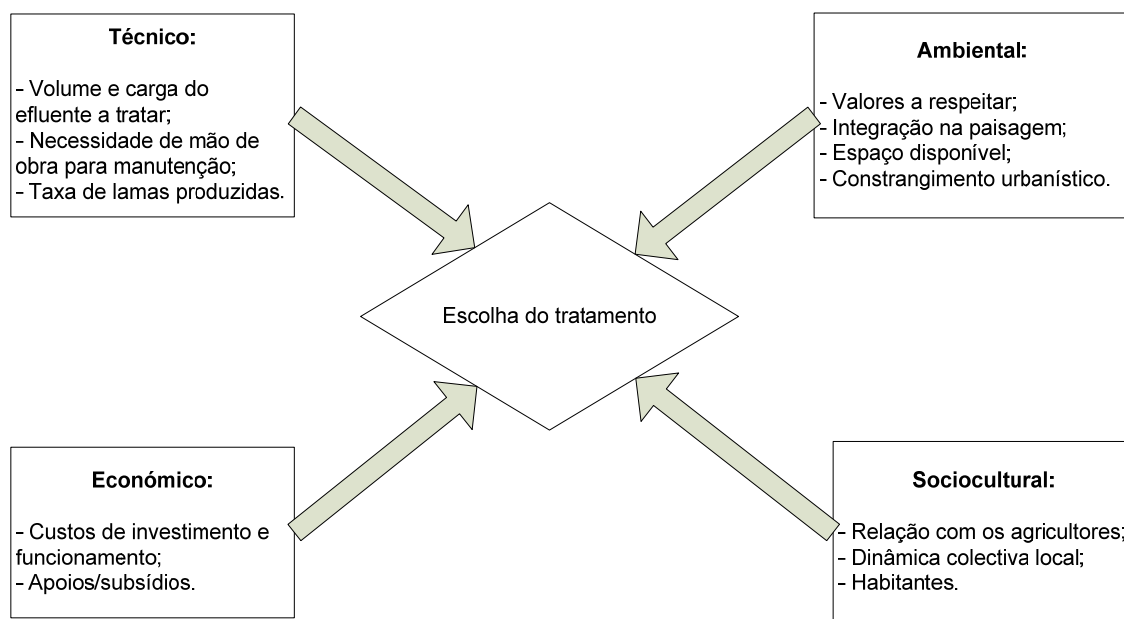 Técnico:
- Volume e carga do
efluente a tratar;
- Necessidade de mão de
obra para manutenção;
- Taxa de lamas produzidas.
Ambiental:
- Valores a respeitar;
- Integração na paisagem;
- Espaço disponível;
- Constrangimento urbanístico.
Escolha do tratamento
Económico:
- Custos de investimento e
funcionamento;
- Apoios/subsídios.
Sociocultural:
- Relação com os agricultores;
- Dinâmica colectiva local;
- Habitantes.